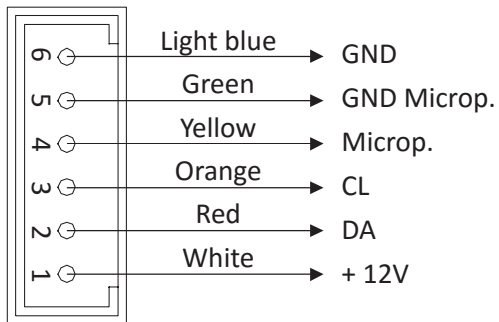 6 Light blue GND
5 Green GND Microp.
4 Yellow Microp.
3 Orange CL
2 Red DA
1 White + 12V